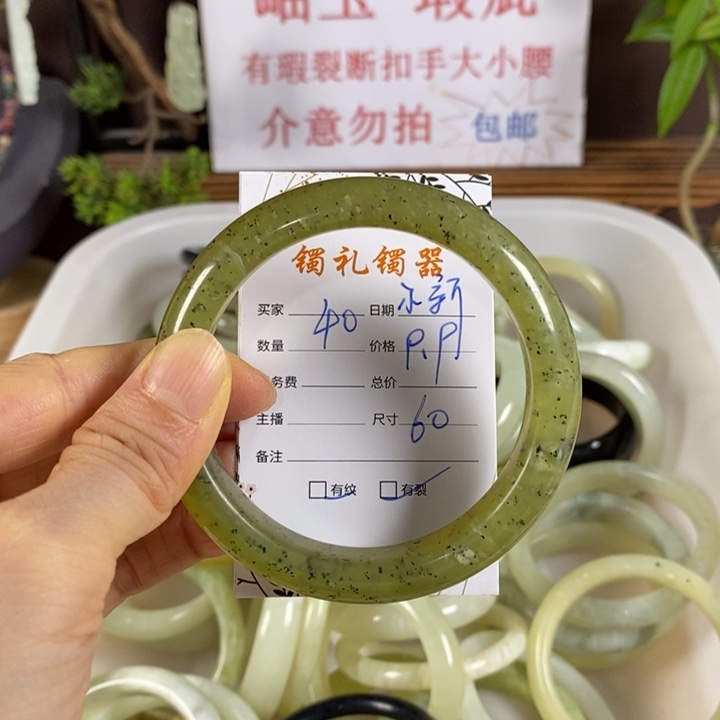 岫玉 瑕疵
有瑕裂断扣手大小腰
介意勿拍 包邮
镯礼镯器
买家 40 日期
数量 价格 9.9
务费 总价
主播 尺寸 60
备注
有纹 有裂